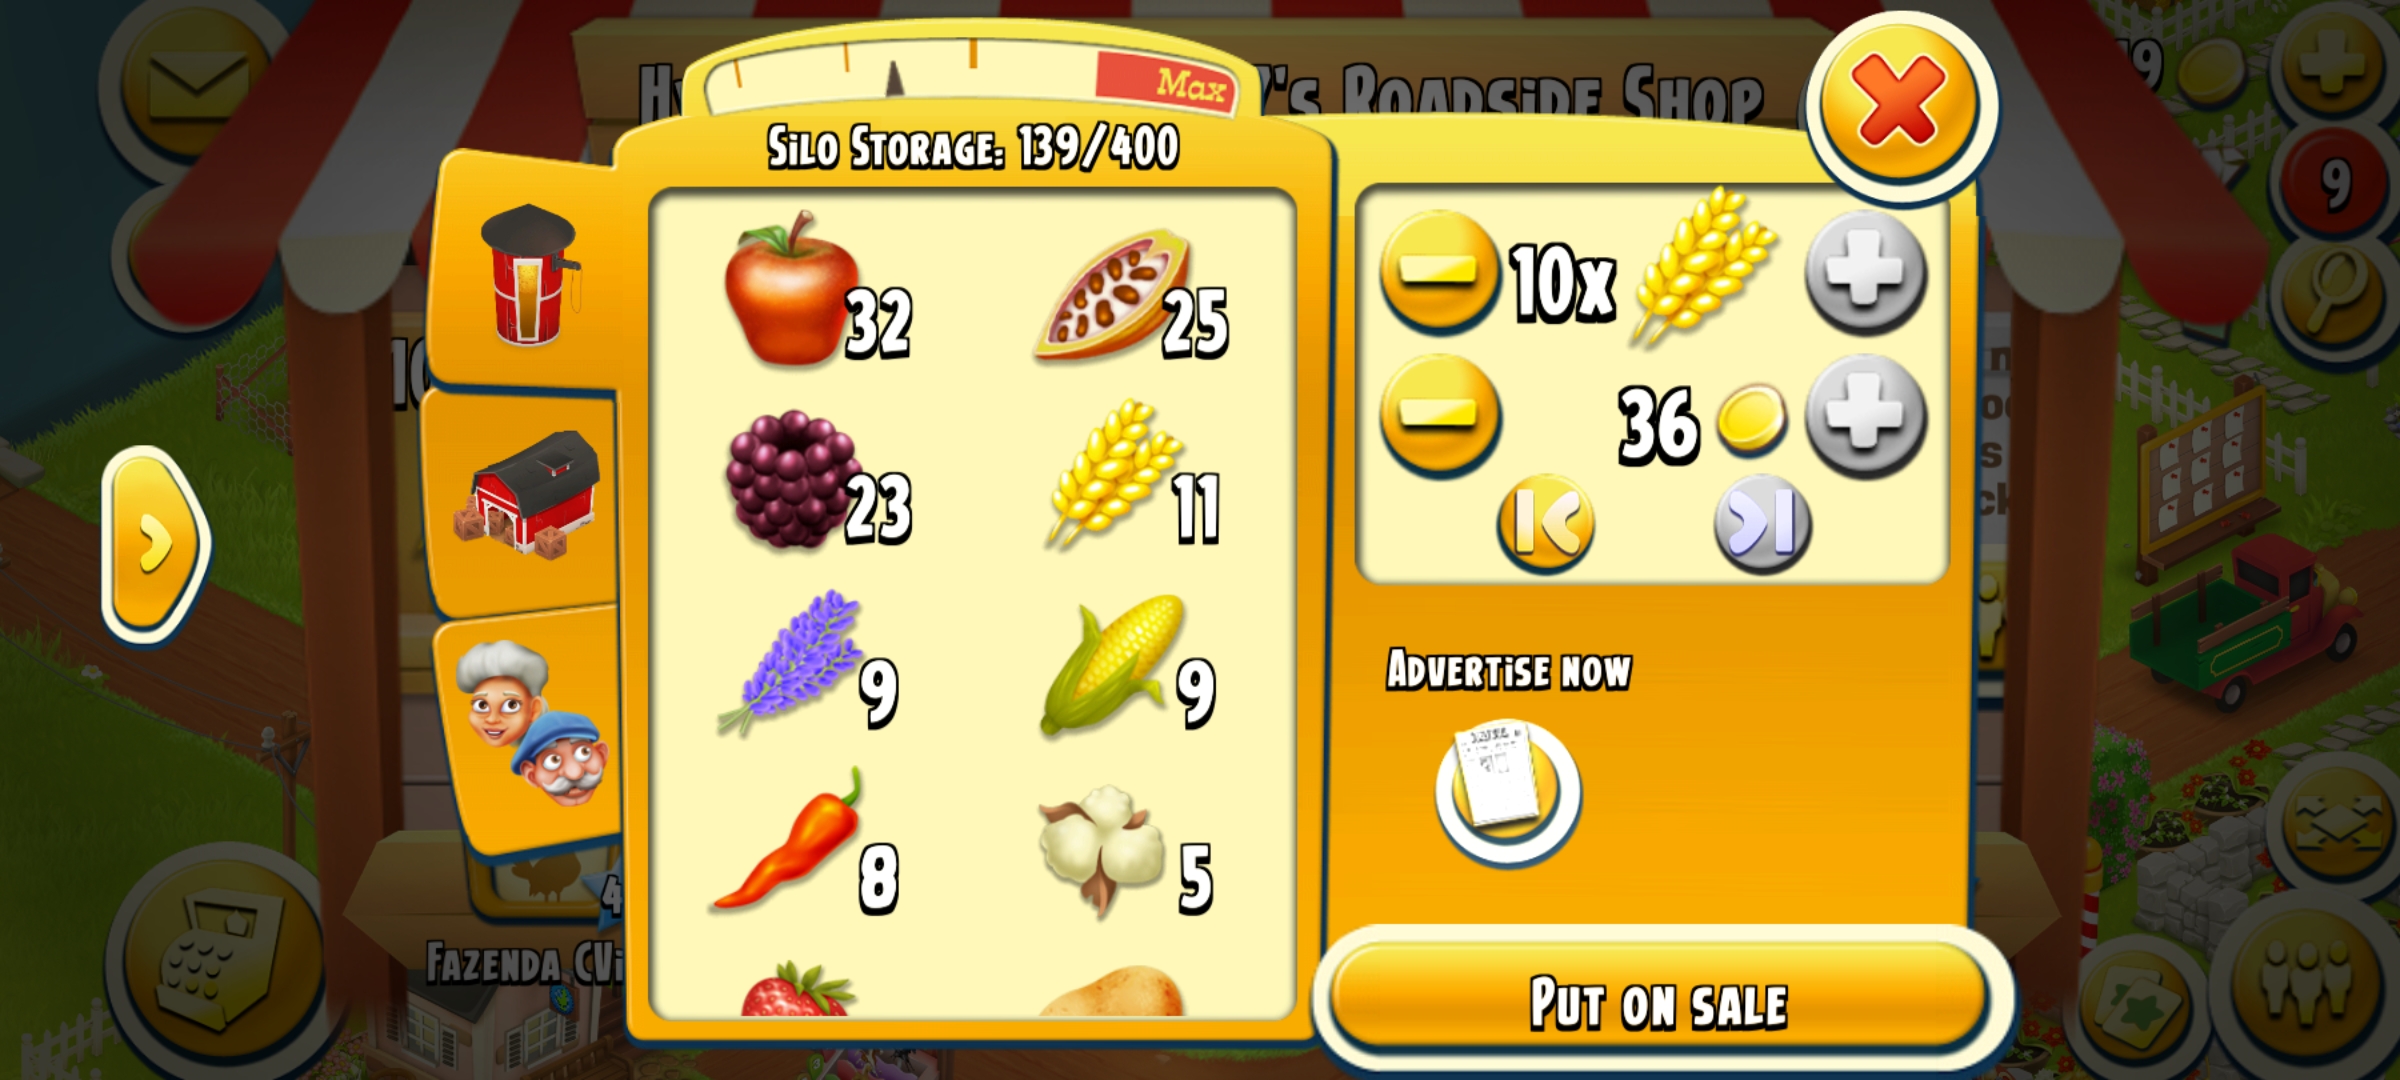 's Roadside Shop
Max
Silo Storage: 139/400
9
32
25
10x
23
11
36
9
9
Advertise now
8
5
Fazenda
Put on sale